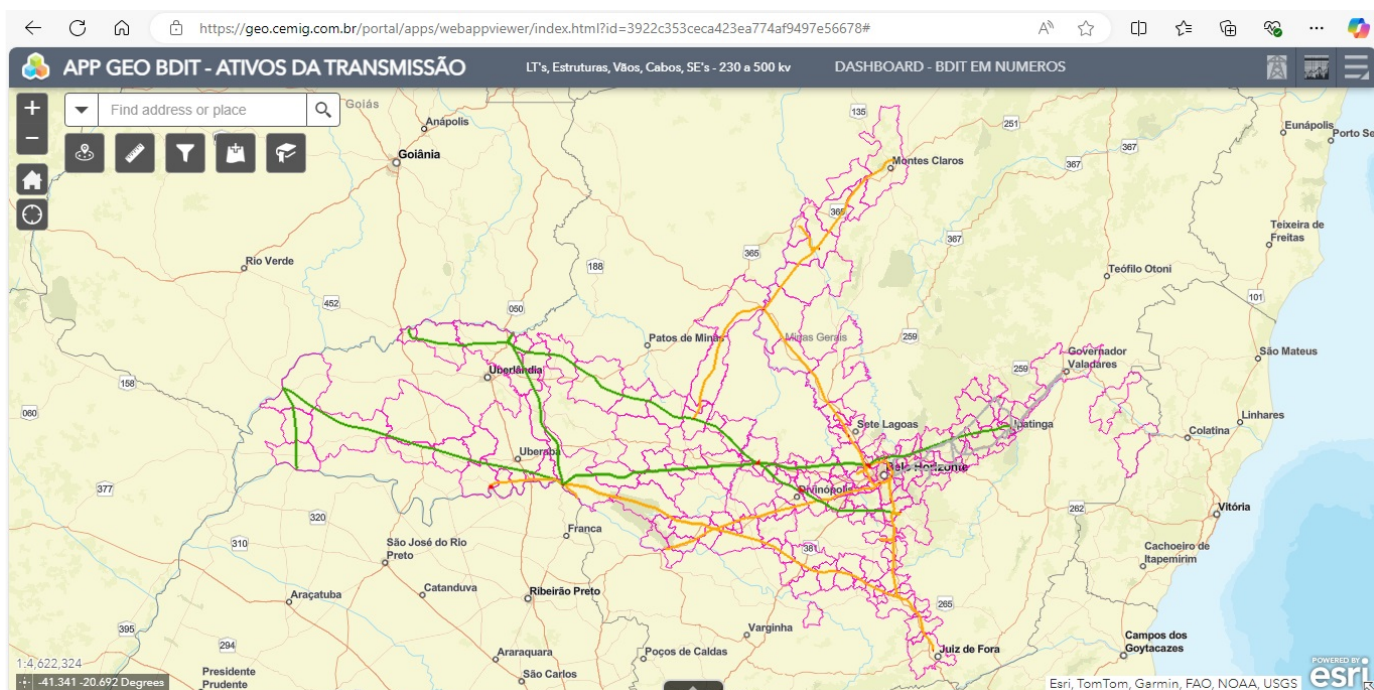 https://geo.cemig.com.br/portal/apps/webappviewer/index.html?id=3922c353ceca423ea774af9497e56678#
APP GEO BDIT - ATIVOS DA TRANSMISSÃO
LT's, Estruturas, Vãos, Cabos, SE's - 230 a 500 kv
DASHBOARD - BDIT EM NUMEROS
Find address or place
Goiás
Anápolis
Goiânia
135
251
Eunápolis
Porto Se
367
367
Montes Claros
365
Teixeira de
Freitas
365
367
Rio Verde
188
Teófilo Otoni
452
050
101
Patos de Minas
Minas Gerais
259
Governador
Valadares
São Mateus
158
Uberlândia
259
060
Sete Lagoas
Ipatinga
Linhares
Colatina
Uberaba
Belo Horizonte
377
Divinópolis
320
262
Vitória
Franca
310
São José do Rio
Preto
381
Cachoeiro de
Itapemirim
Catanduva
Araçatuba
Ribeirão Preto
265
395
294
Varginha
Campos dos
Goytacazes
Juiz de Fora
Araraquara
Poços de Caldas
1:4,622,324
Presidente
Prudente
São Carlos
-41.341 -20.692 Degrees
Esri, TomTom, Garmin, FAO, NOAA, USGS
POWERED BY
esri